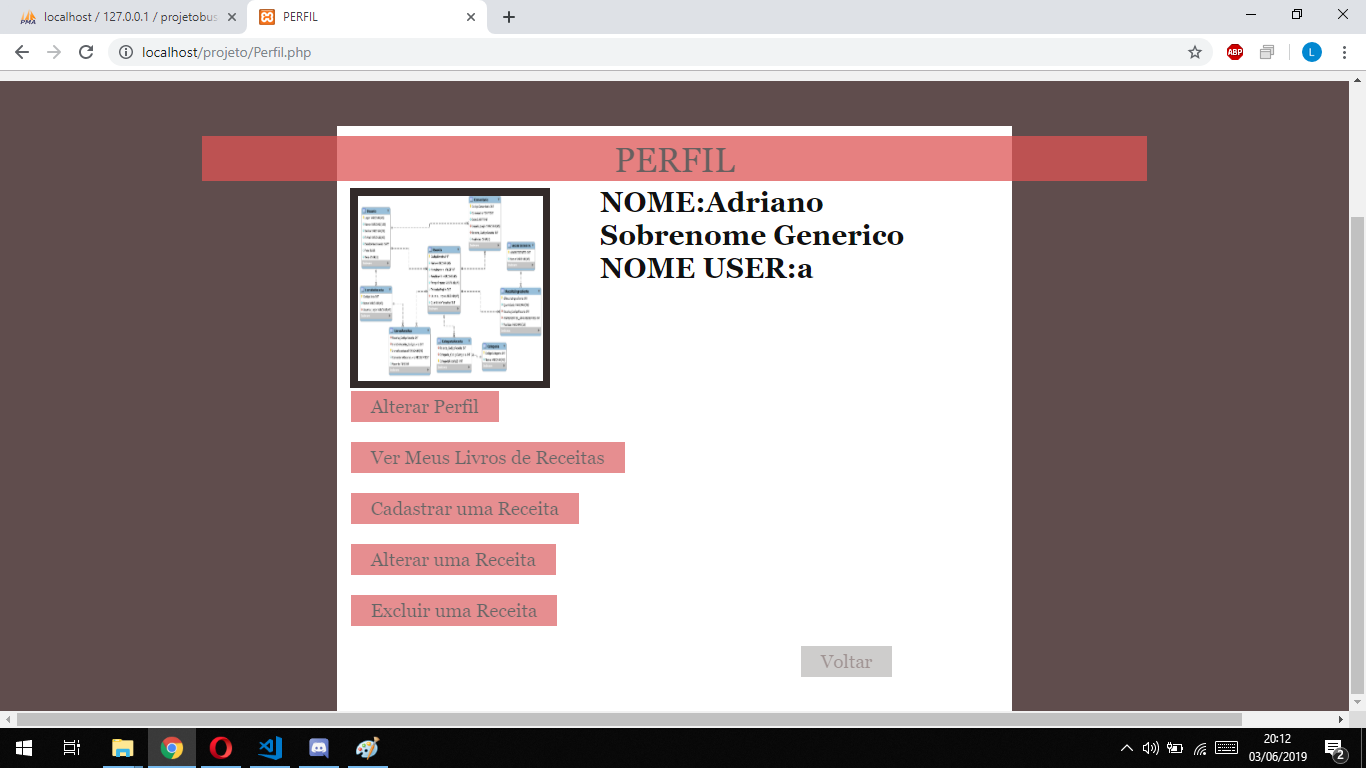 PMA
localhost / 127.0.0.1 / projetobus
PERFIL
localhost/projeto/Perfil.php
ABP
L
PERFIL
NOME:Adriano
Sobrenome Generico
NOME USER:a
Alterar Perfil
Ver Meus Livros de Receitas
Cadastrar uma Receita
Alterar uma Receita
Excluir uma Receita
Voltar
20:12
03/06/2019
2